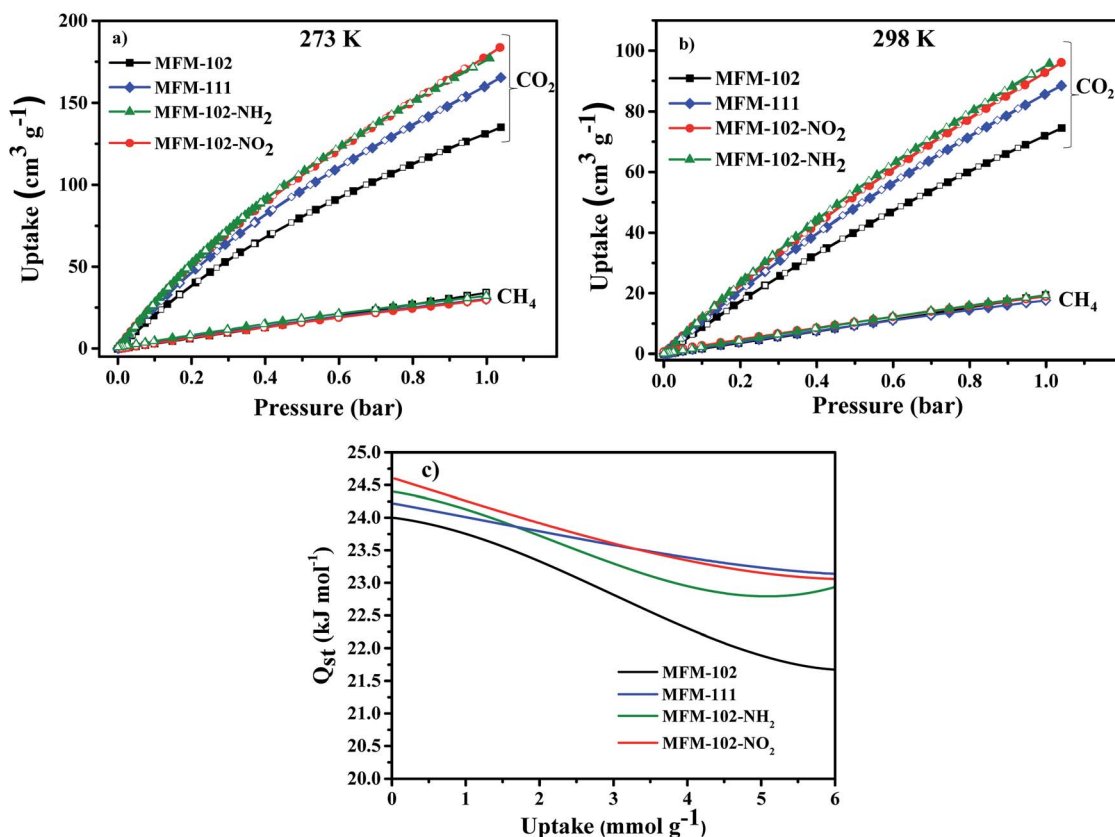 a)
273 K
MFM-102
MFM-111
MFM-102-NH2
MFM-102-NO2
CO2
CH4
Uptake (cm3 g-1)
200
150
100
50
0
0.0 0.2 0.4 0.6 0.8 1.0
Pressure (bar)
b)
298 K
MFM-102
MFM-111
MFM-102-NO2
MFM-102-NH2
CO2
CH4
Uptake (cm3 g-1)
100
80
60
40
20
0
0.0 0.2 0.4 0.6 0.8 1.0
Pressure (bar)
c)
Qst (kJ mol-1)
25.0
24.5
24.0
23.5
23.0
22.5
22.0
21.5
21.0
20.5
20.0
MFM-102
MFM-111
MFM-102-NH2
MFM-102-NO2
0 1 2 3 4 5 6
Uptake (mmol g-1)